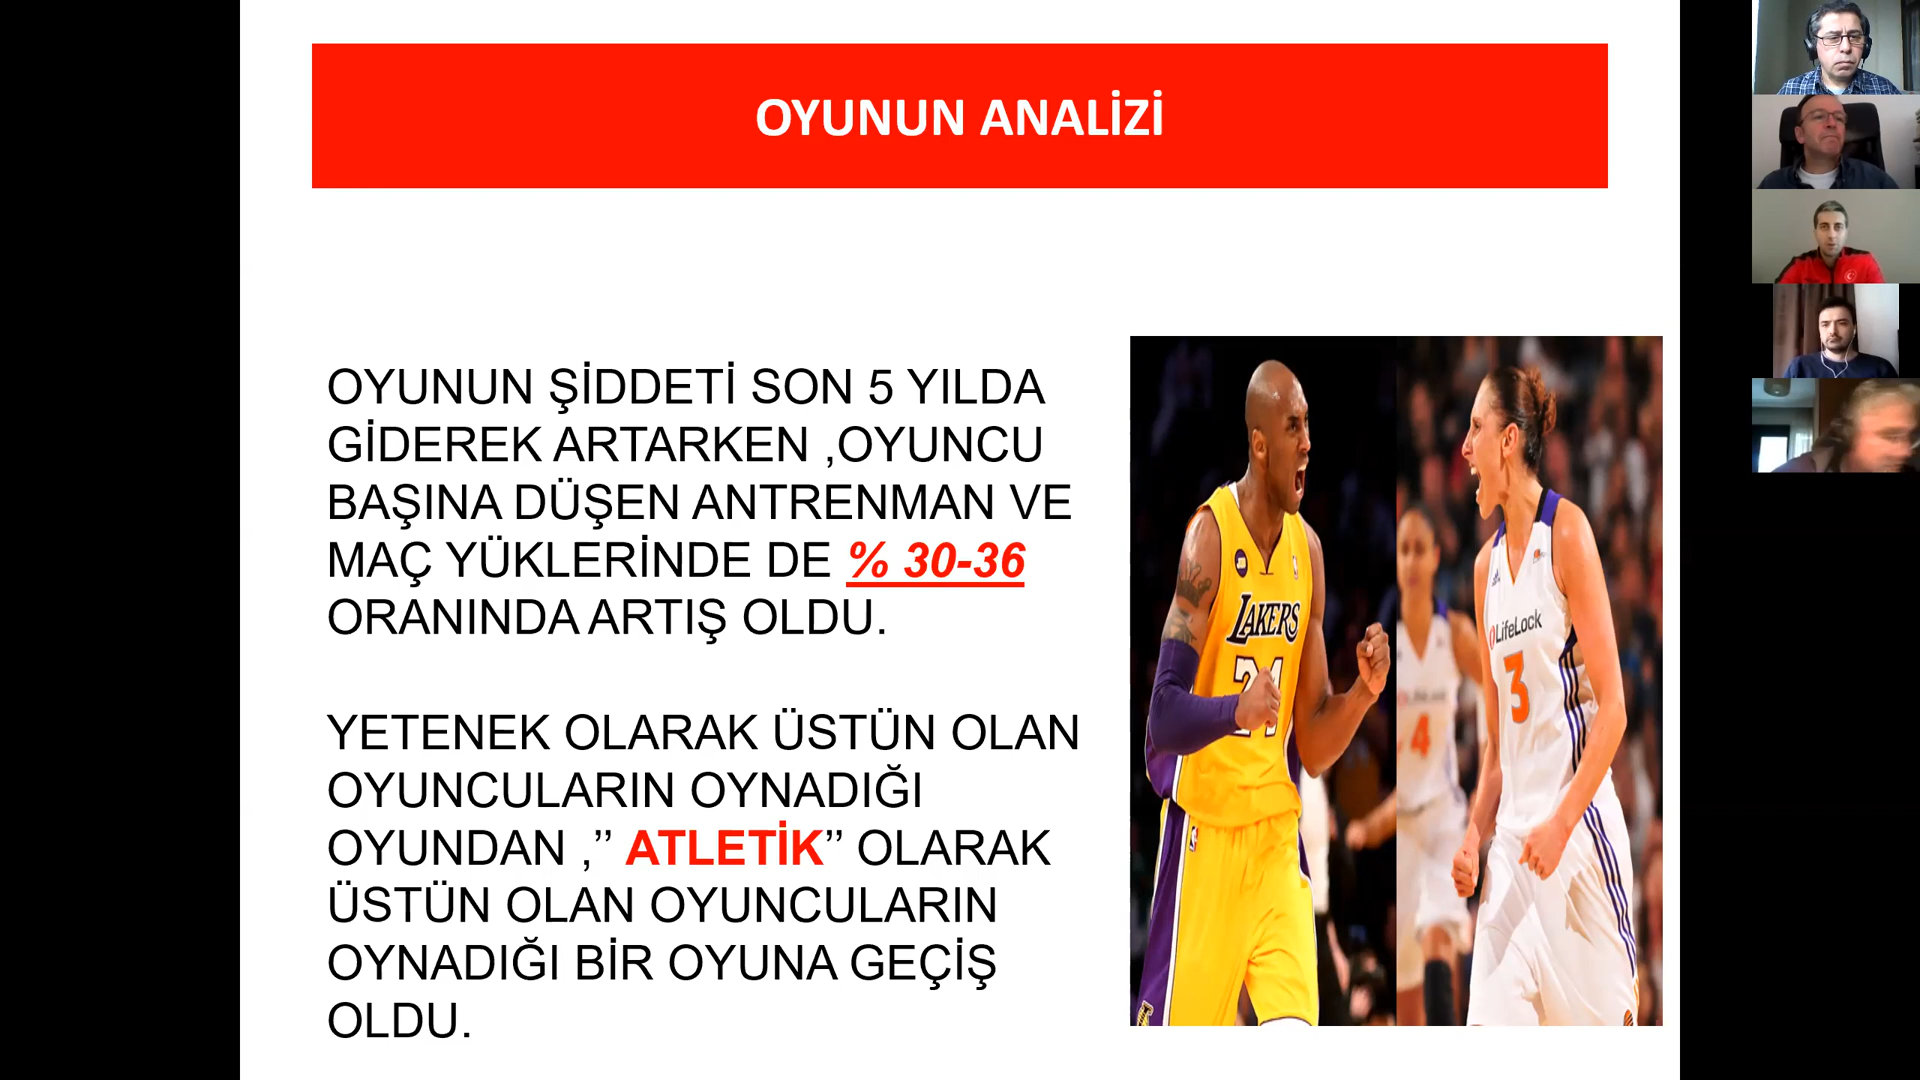 OYUNUN ANALİZİ
OYUNUN ŞİDDETİ SON 5 YILDA
GİDEREK ARTARKEN ,OYUNCU
BAŞINA DÜŞEN ANTRENMAN VE
MAÇ YÜKLERİNDE DE % 30-36
ORANINDA ARTIŞ OLDU.
YETENEK OLARAK ÜSTÜN OLAN
OYUNCULARIN OYNADIĞI
OYUNDAN ,’’ ATLETİK’’ OLARAK
ÜSTÜN OLAN OYUNCULARIN
OYNADIĞI BİR OYUNA GEÇİŞ
OLDU.
LAKERS
24
LifeLock
3
4